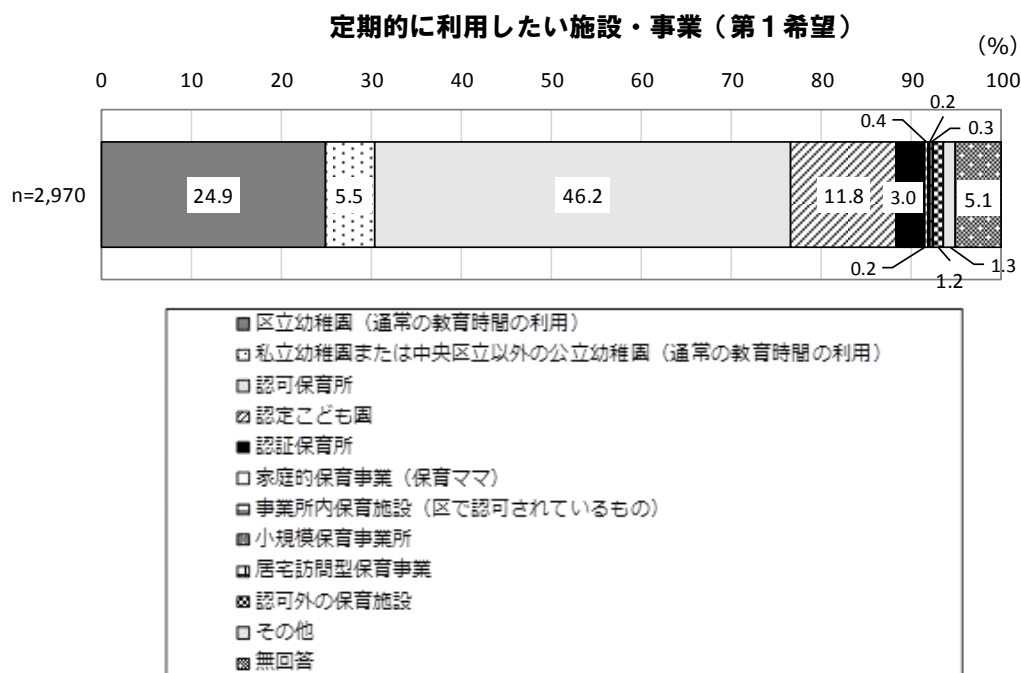 定期的に利用したい施設・事業（第１希望）
(%)
0 10 20 30 40 50 60 70 80 90 100
0.2
0.4 0.3
n=2,970 24.9 5.5 46.2 11.8 3.0 5.1
0.2 1.3
1.2
区立幼稚園（通常の教育時間の利用）
私立幼稚園または中央区立以外の公立幼稚園（通常の教育時間の利用）
認可保育所
認定こども園
認証保育所
家庭的保育事業（保育ママ）
事業所内保育施設（区で認可されているもの）
小規模保育事業所
居宅訪問型保育事業
認可外の保育施設
その他
無回答